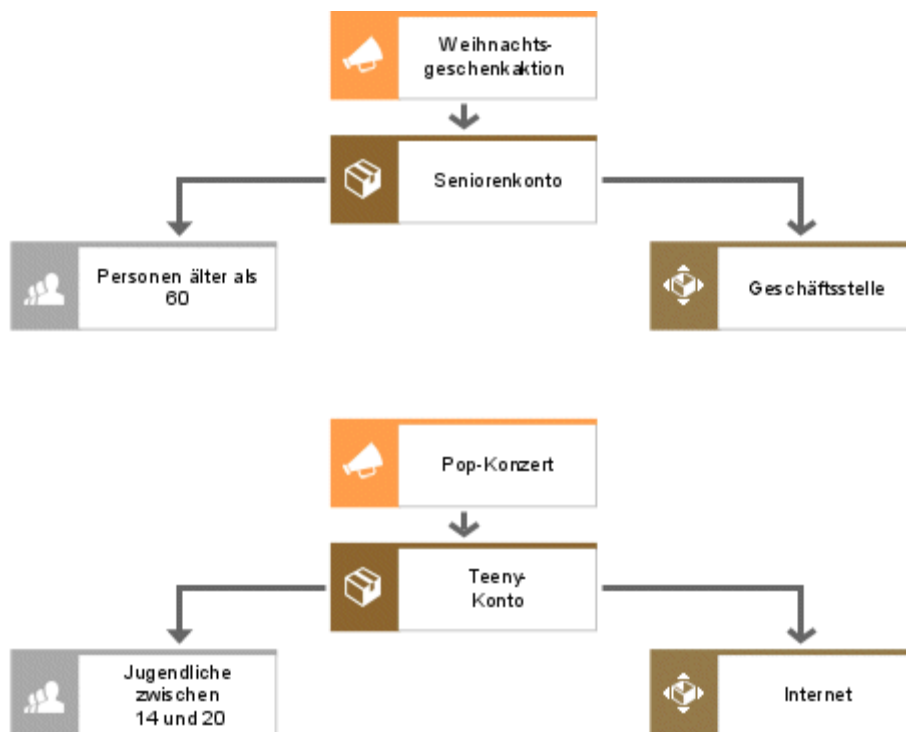 Weihnachts-
geschenkaktion
Seniorenkonto
Personen älter als
60
Geschäftsstelle
Pop-Konzert
Teeny-
Konto
Jugendliche
zwischen
14 und 20
Internet